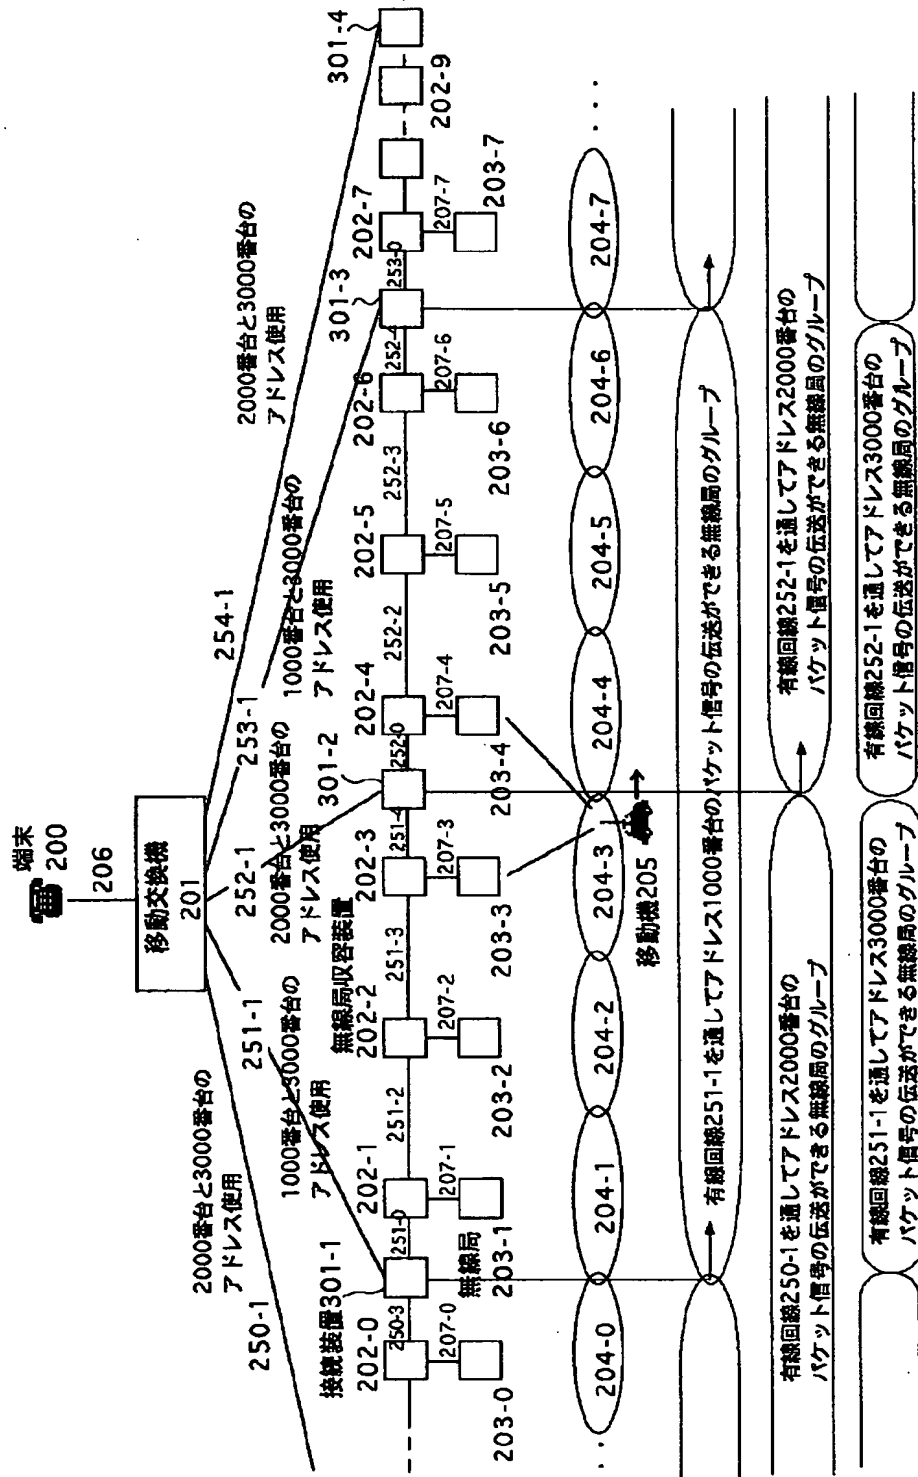 端末
200
206
移動交換機
201
250-1
251-1
252-1
253-1
254-1
2000番台と3000番台の
アドレス使用
1000番台と3000番台の
アドレス使用
2000番台と3000番台の
アドレス使用
1000番台と3000番台の
アドレス使用
2000番台と3000番台の
アドレス使用
接続装置301-1
301-2
301-3
301-4
無線局収容装置
202-0
202-1
202-2
202-3
202-4
202-5
202-6
202-7
202-9
250-3
251-0
251-2
251-3
251-4
252-0
252-2
252-3
252-4
253-0
207-0
207-1
207-2
207-3
207-4
207-5
207-6
207-7
無線局
203-0
203-1
203-2
203-3
203-4
203-5
203-6
203-7
204-0
204-1
204-2
204-3
204-4
204-5
204-6
204-7
移動機205
有線回線251-1を通してアドレス1000番台のパケット信号の伝送ができる無線局のグループ
有線回線250-1を通してアドレス2000番台の
パケット信号の伝送ができる無線局のグループ
有線回線252-1を通してアドレス2000番台の
パケット信号の伝送ができる無線局のグループ
有線回線251-1を通してアドレス3000番台の
パケット信号の伝送ができる無線局のグループ
有線回線252-1を通してアドレス3000番台の
パケット信号の伝送ができる無線局のグループ